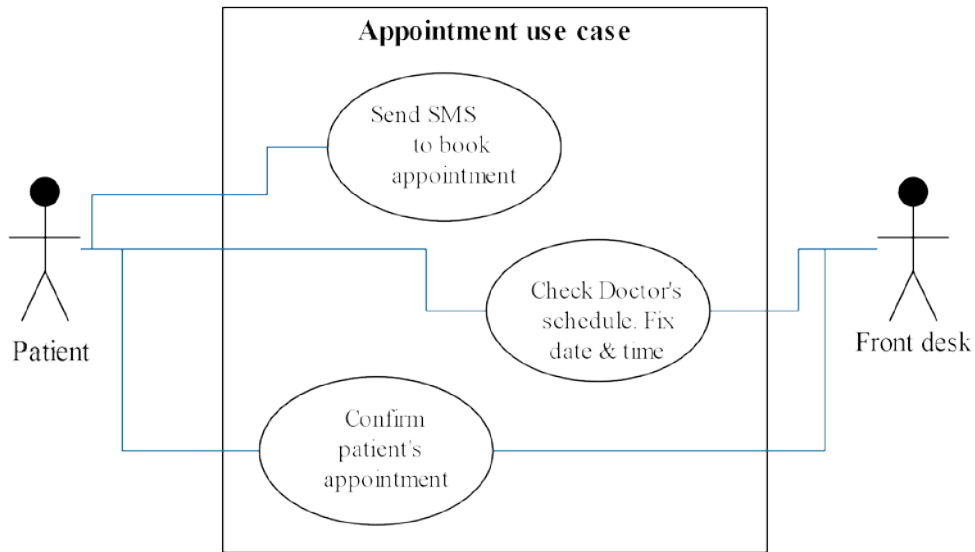 Appointment use case
Send SMS
to book
appointment
Check Doctor's
schedule. Fix
date & time
Patient
Front desk
Confirm
patient's
appointment